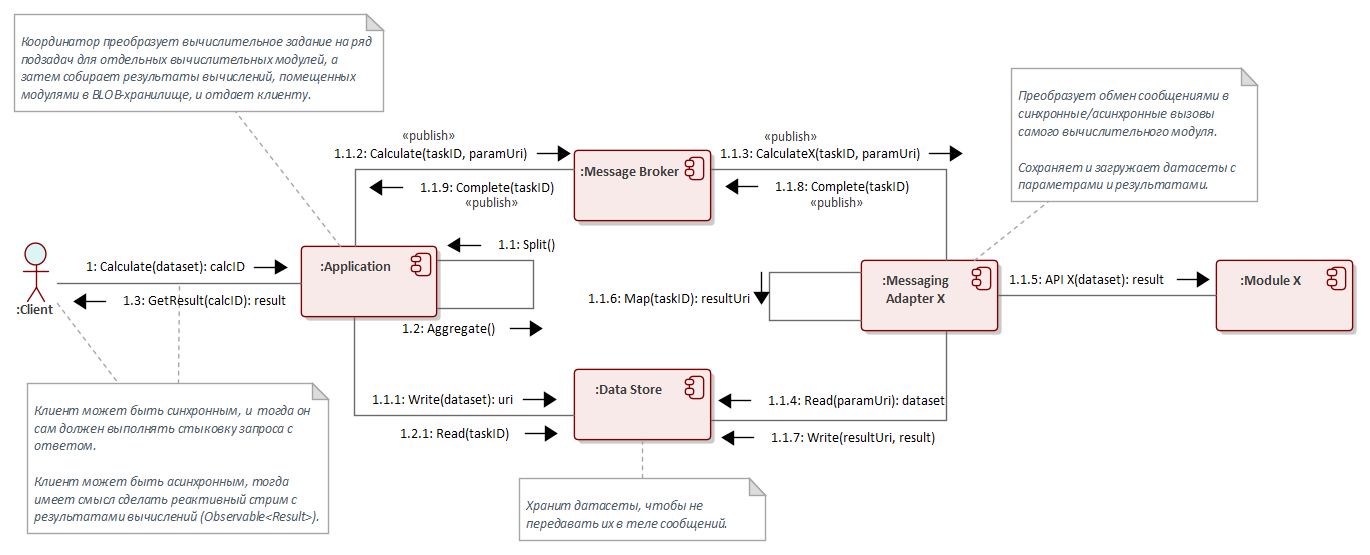 Координатор преобразует вычислительное задание на ряд
подзадач для отдельных вычислительных модулей, а
затем собирает результаты вычислений, помещенных
модулями в BLOB-хранилище, и отдает клиенту.
Преобразует обмен сообщениями в
синхронные/асинхронные вызовы
самого вычислительного модуля.
Сохраняет и загружает датасеты с
параметрами и результатами.
«publish»
1.1.2: Calculate(taskID, paramUri)
«publish»
1.1.3: CalculateX(taskID, paramUri)
:Message Broker
1.1.9: Complete(taskID)
«publish»
1.1.8: Complete(taskID)
«publish»
1.1: Split()
:Application
1: Calculate(dataset): calcID
1.3: GetResult(calcID): result
:Client
1.2: Aggregate()
1.1.6: Map(taskID): resultUri
:Messaging
Adapter X
1.1.5: API X(dataset): result
:Module X
:Data Store
1.1.1: Write(dataset): uri
1.2.1: Read(taskID)
1.1.4: Read(paramUri): dataset
1.1.7: Write(resultUri, result)
Клиент может быть синхронным, и тогда он
сам должен выполнять стыковку запроса с
ответом.
Клиент может быть асинхронным, тогда
имеет смысл сделать реактивный стрим с
результатами вычислений (Observable<Result>).
Хранит датасеты, чтобы не
передавать их в теле сообщений.